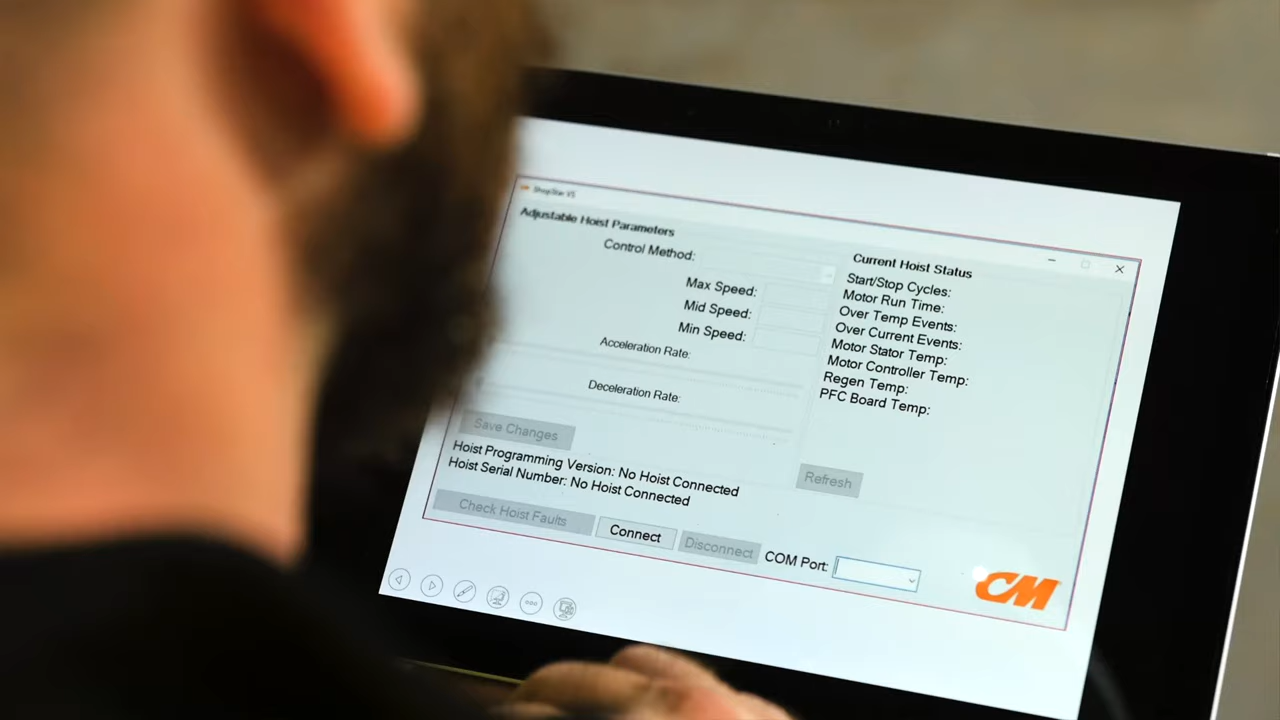 ShopStar VS
Adjustable Hoist Parameters
Control Method:
Max Speed:
Mid Speed:
Min Speed:
Acceleration Rate:
Deceleration Rate:
Save Changes
Hoist Programming Version: No Hoist Connected
Hoist Serial Number: No Hoist Connected
Check Hoist Faults
Connect
Disconnect
COM Port:
Current Hoist Status
Start/Stop Cycles:
Motor Run Time:
Over Temp Events:
Over Current Events:
Motor Stator Temp:
Motor Controller Temp:
Regen Temp:
PFC Board Temp:
Refresh
CM